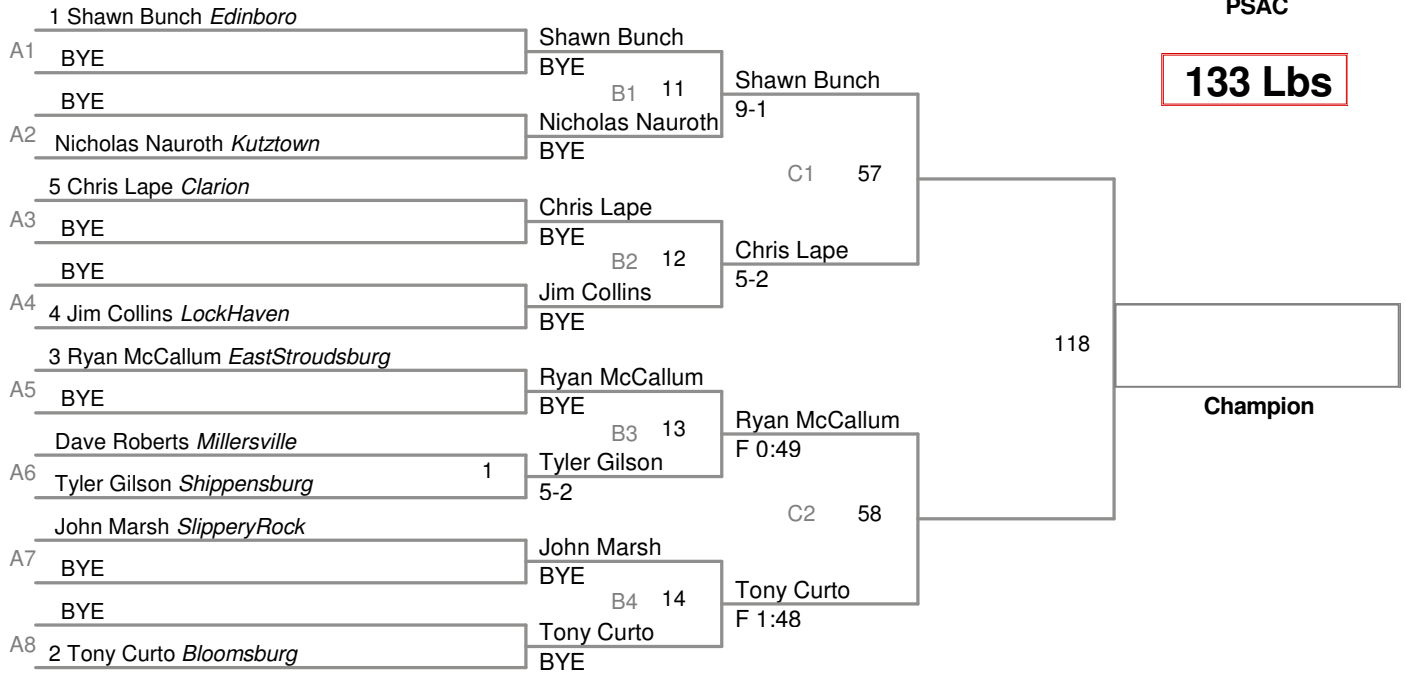 PSAC
133 Lbs
1 Shawn Bunch Edinboro
A1
BYE
BYE
A2
Nicholas Nauroth Kutztown
5 Chris Lape Clarion
A3
BYE
BYE
A4
4 Jim Collins LockHaven
3 Ryan McCallum EastStroudsburg
A5
BYE
Dave Roberts Millersville
A6
1
Tyler Gilson Shippensburg
John Marsh SlipperyRock
A7
BYE
BYE
A8
2 Tony Curto Bloomsburg
Shawn Bunch
BYE
B1 11
Nicholas Nauroth
BYE
Chris Lape
BYE
B2 12
Jim Collins
BYE
Ryan McCallum
BYE
B3 13
Tyler Gilson
5-2
John Marsh
BYE
B4 14
Tony Curto
BYE
Shawn Bunch
9-1
C1 57
Chris Lape
5-2
Ryan McCallum
F 0:49
C2 58
Tony Curto
F 1:48
118
Champion